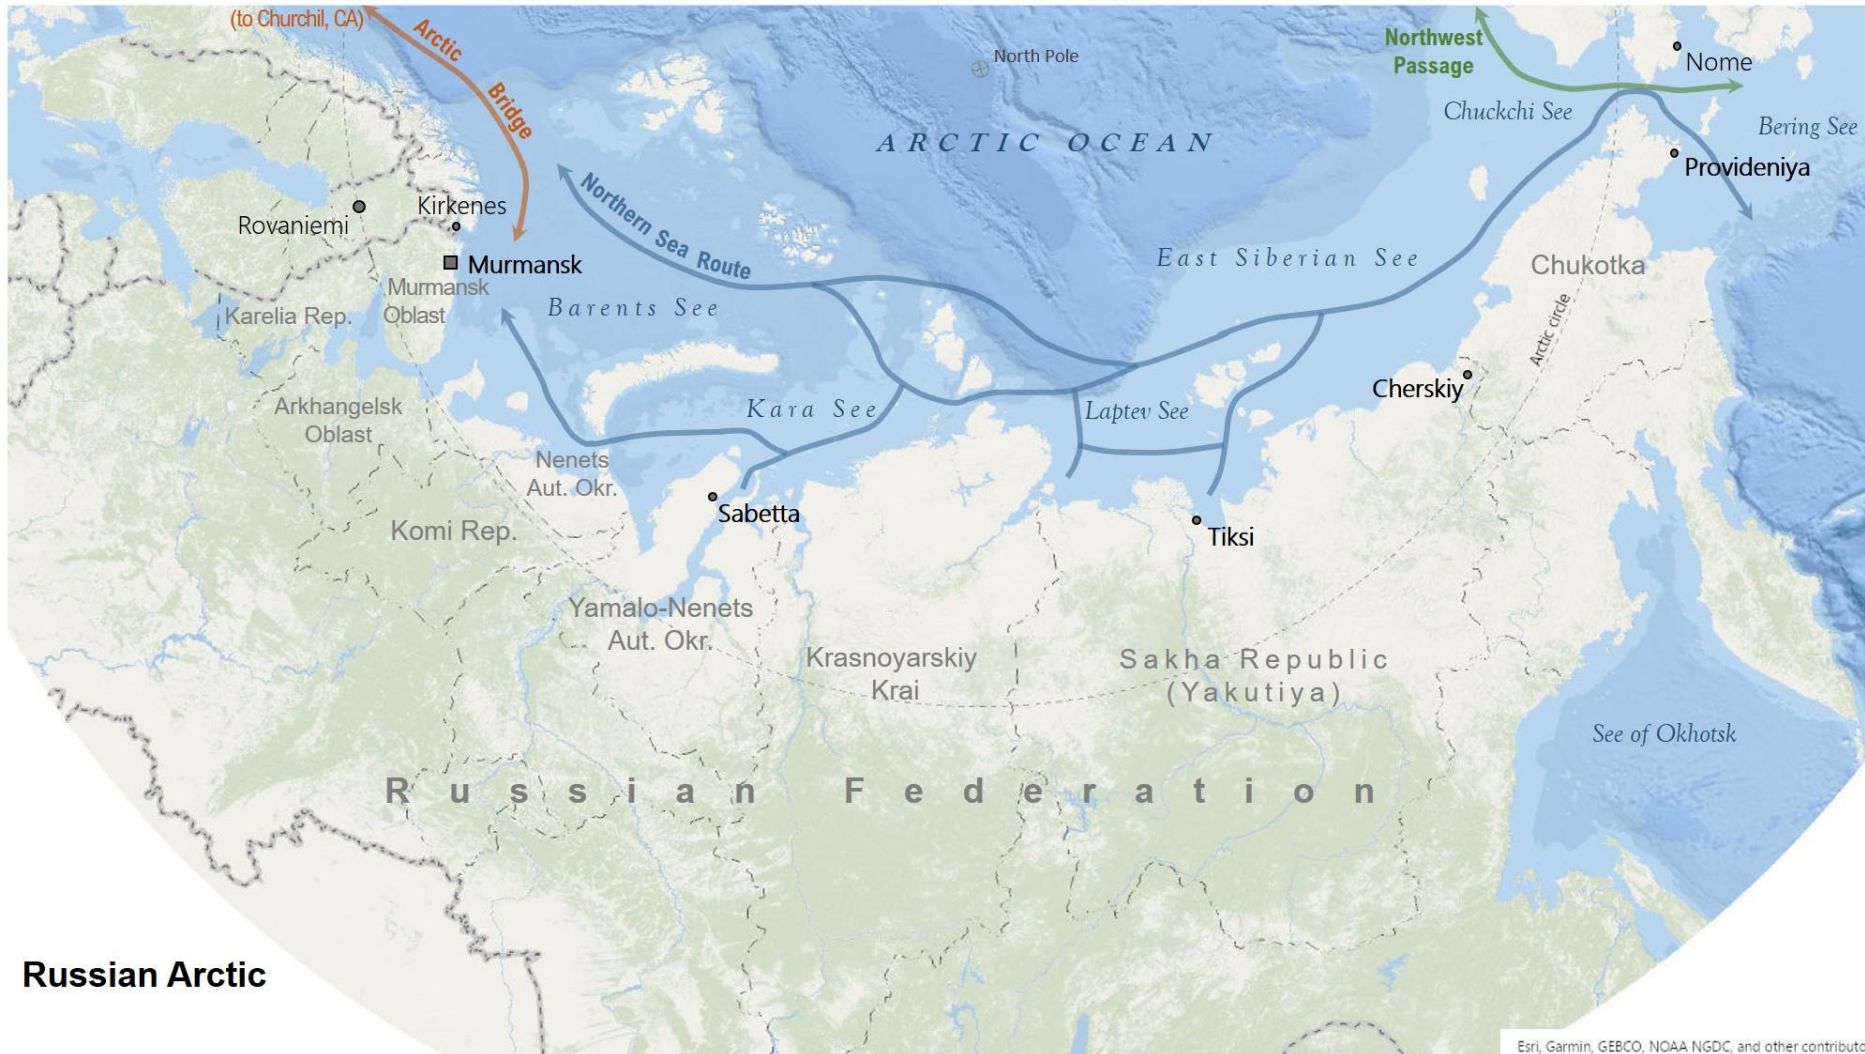 (to Churchil, CA)
Arctic
Bridge
North Pole
Northwest
Passage
Nome
Chuckchi See
Bering See
ARCTIC OCEAN
Provideniya
Kirkenes
Rovaniemi
Northern Sea Route
Murmansk
East Siberian See
Chukotka
Murmansk
Oblast
Karelia Rep.
Barents See
Arctic circle
Cherskiy
Arkhangelsk
Oblast
Kara See
Laptev See
Nenets
Aut. Okr.
Sabetta
Komi Rep.
Tiksi
Yamalo-Nenets
Aut. Okr.
Krasnoyarskiy
Krai
Sakha Republic
(Yakutiya)
See of Okhotsk
Russian Federation
Russian Arctic
Esri, Garmin, GEBCO, NOAA NGDC, and other contributo